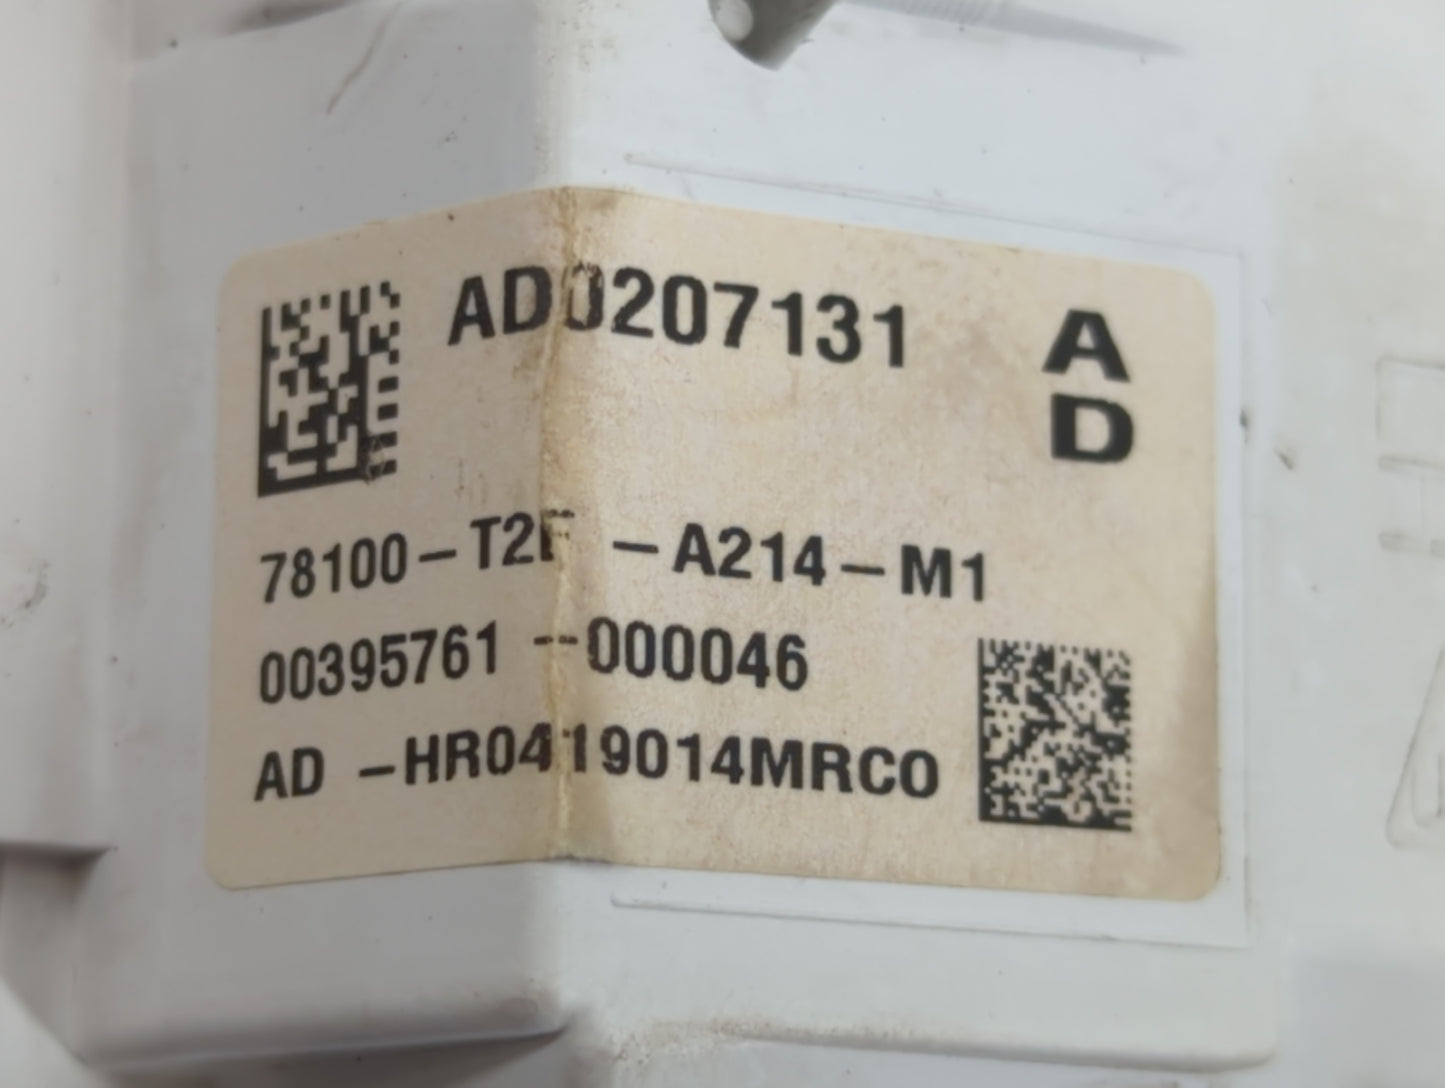 AD0207131
A
D
78100-T2F -A214-M1
00395761 -000046
AD -HR0419014MRC0